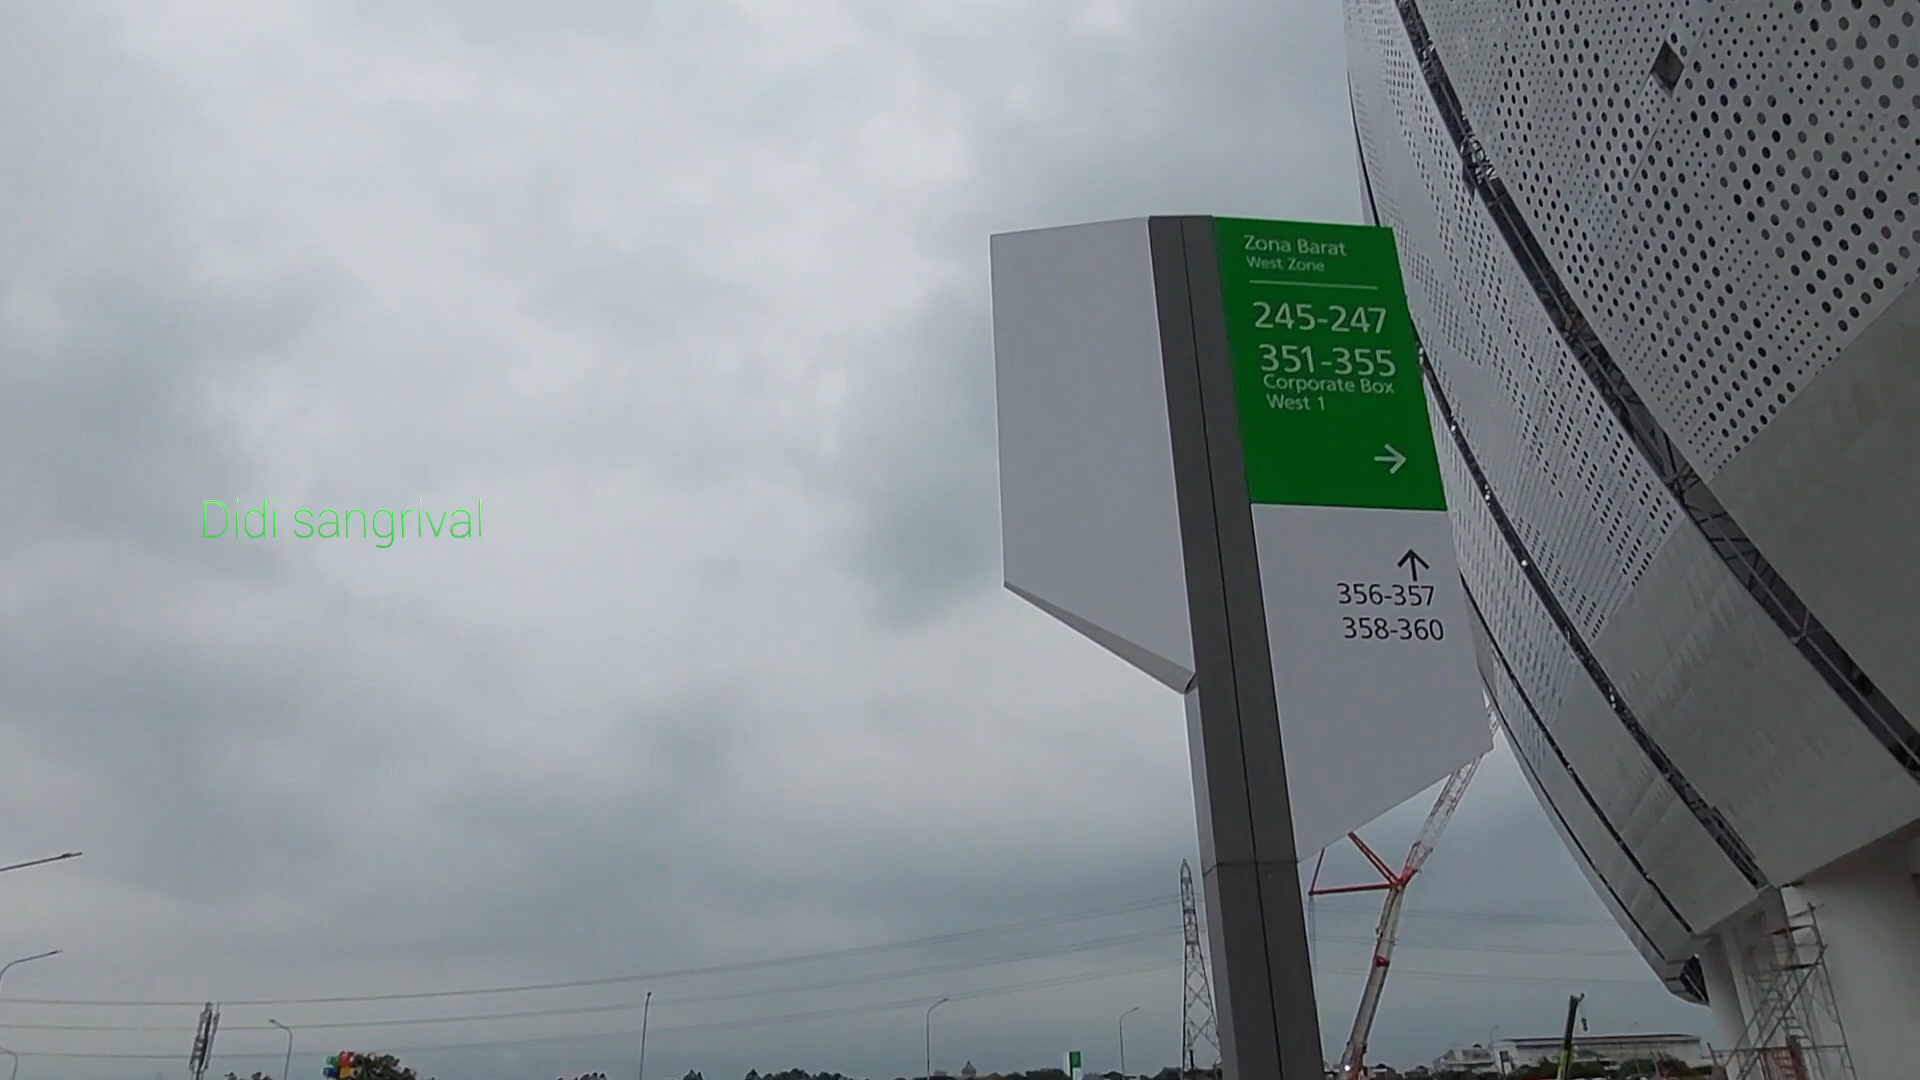 Didi sangrival
Zona Barat
West Zone
245-247
351-355
Corporate Box
West 1
→
↑
356-357
358-360